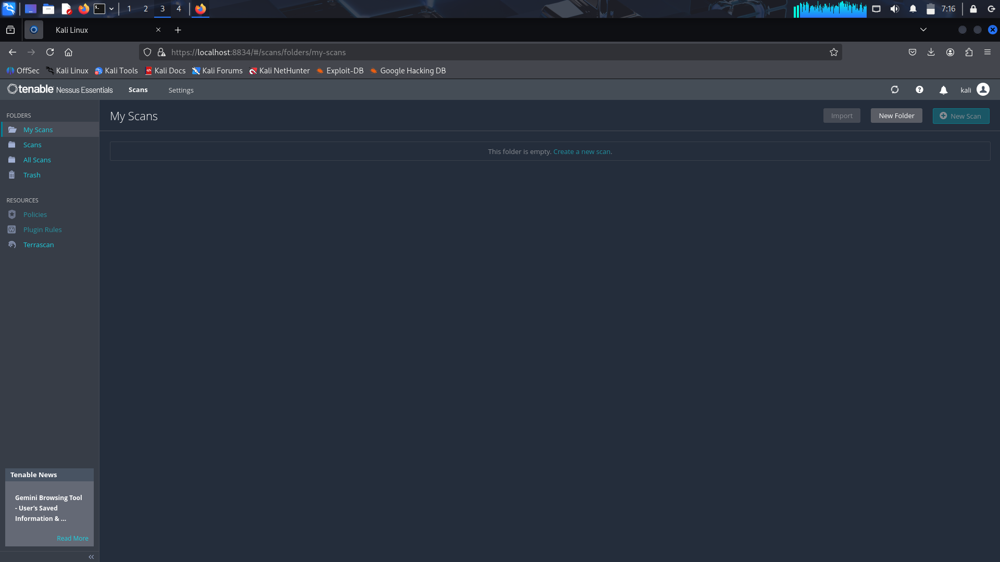 1 2 3 4 7:16
Kali Linux
https://localhost:8834/#/scans/folders/my-scans
OffSec Kali Linux Kali Tools Kali Docs Kali Forums Kali NetHunter Exploit-DB Google Hacking DB
tenable Nessus Essentials Scans Settings kali
FOLDERS
My Scans
Scans
All Scans
Trash
RESOURCES
Policies
Plugin Rules
Terrascan
My Scans
Import New Folder New Scan
This folder is empty. Create a new scan.
Tenable News
Gemini Browsing Tool
- User's Saved
Information & ...
Read More